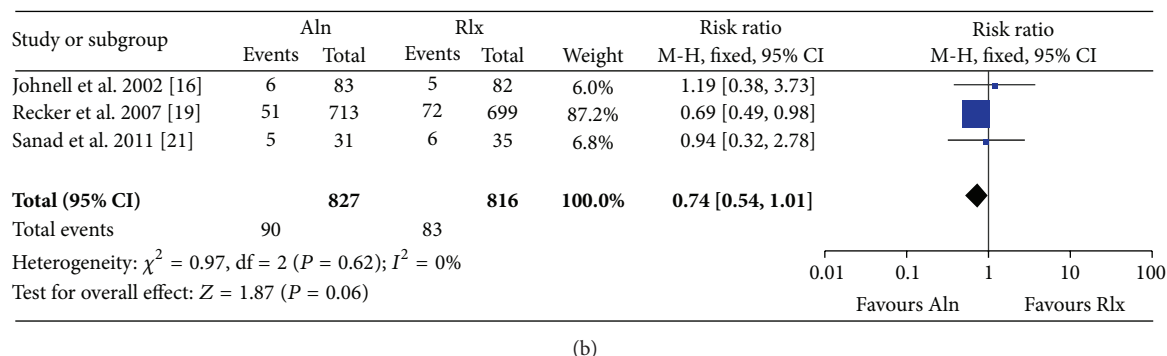 Study or subgroup Aln Rlx Weight Risk ratio Risk ratio
Events Total Events Total M-H, fixed, 95% CI M-H, fixed, 95% CI
Johnell et al. 2002 [16] 6 83 5 82 6.0% 1.19 [0.38, 3.73]
Recker et al. 2007 [19] 51 713 72 699 87.2% 0.69 [0.49, 0.98]
Sanad et al. 2011 [21] 5 31 6 35 6.8% 0.94 [0.32, 2.78]
Total (95% CI) 827 816 100.0% 0.74 [0.54, 1.01]
Total events 90 83
Heterogeneity: χ² = 0.97, df = 2 (P = 0.62); I² = 0%
Test for overall effect: Z = 1.87 (P = 0.06)
0.01 0.1 1 10 100
Favours Aln Favours Rlx
(b)